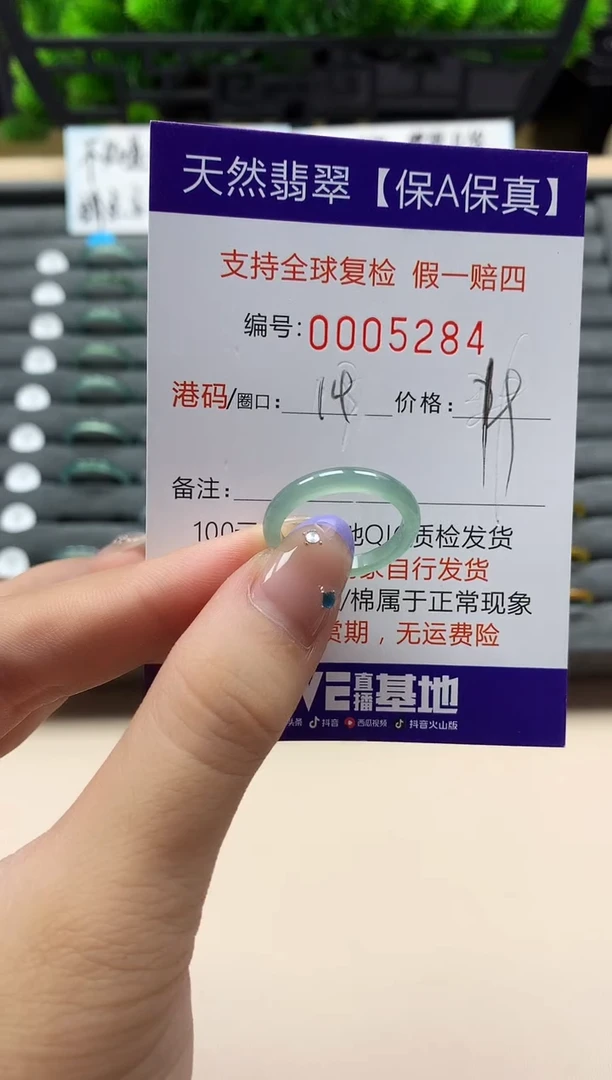 天然翡翠【保A保真】
支持全球复检 假一赔四
编号:0005284
港码/圈口: 14 价格:
备注:
100 质检发货
自行发货
/棉属于正常现象
赏期，无运费险
直播基地
头条 抖音 西瓜视频 抖音火山版